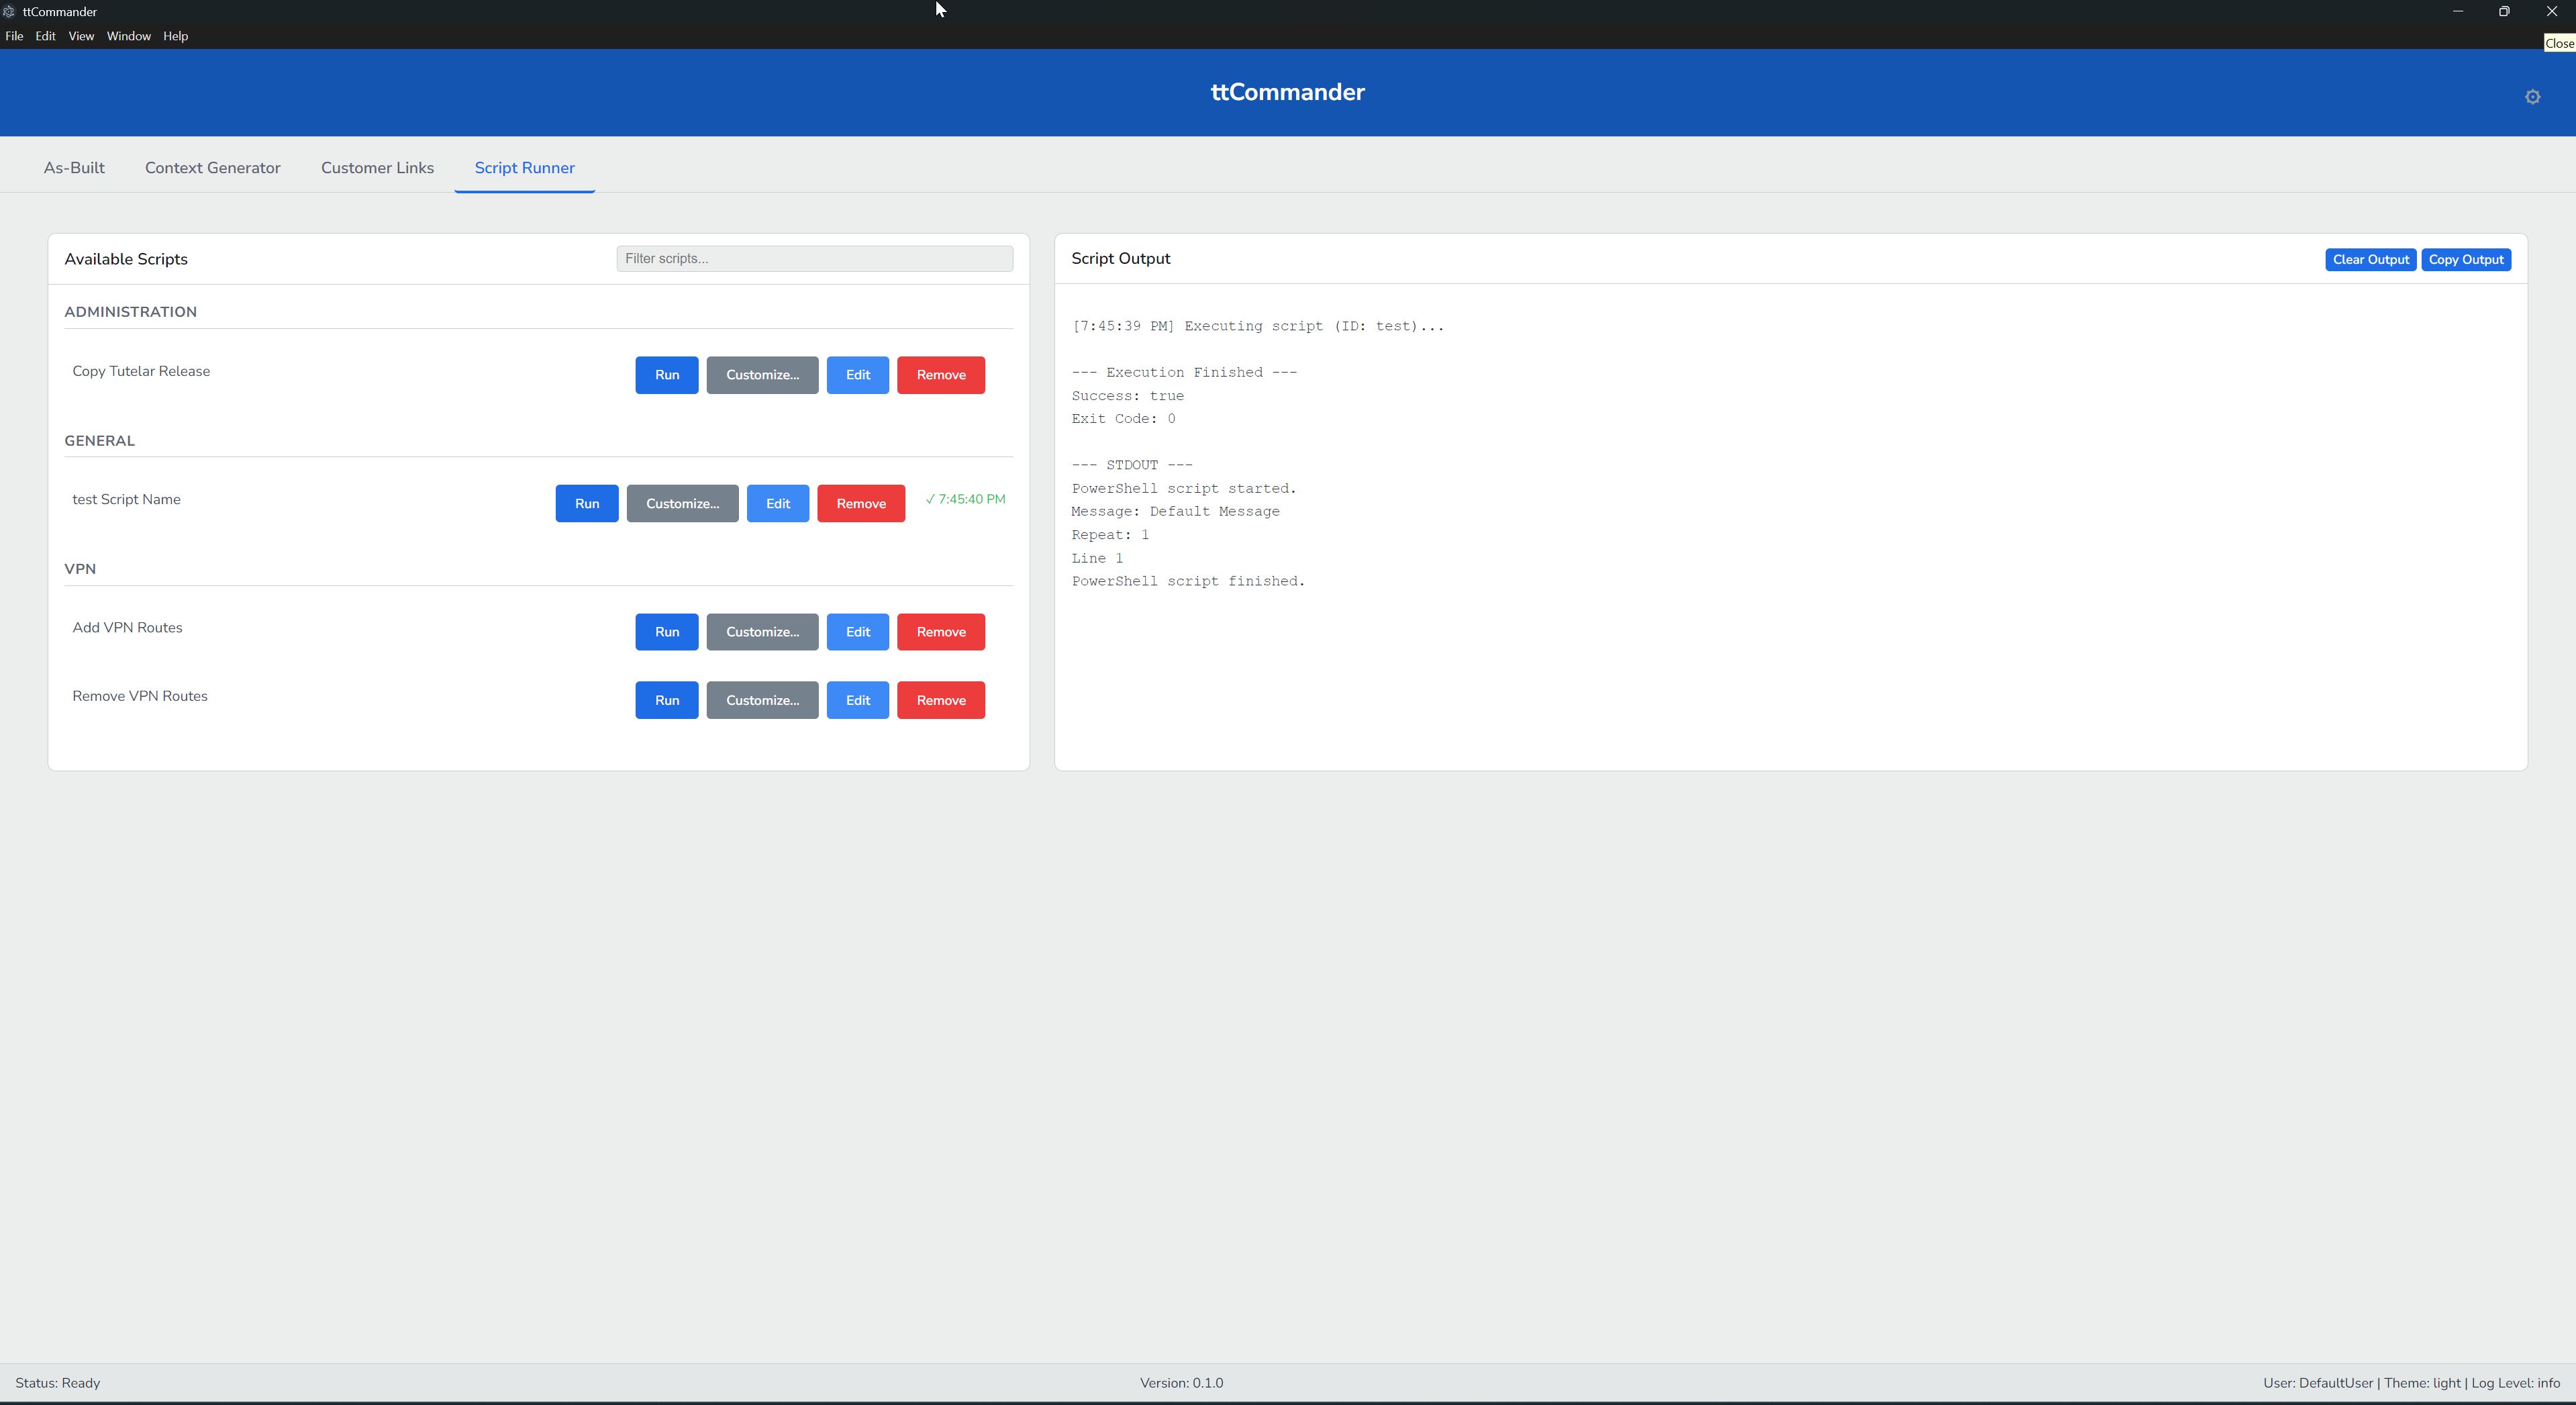 ttCommander
File Edit View Window Help
Close
ttCommander
As-Built Context Generator Customer Links Script Runner
Available Scripts
Filter scripts...
ADMINISTRATION
Copy Tutelar Release
Run Customize... Edit Remove
GENERAL
test Script Name
Run Customize... Edit Remove ✓ 7:45:40 PM
VPN
Add VPN Routes
Run Customize... Edit Remove
Remove VPN Routes
Run Customize... Edit Remove
Script Output
Clear Output Copy Output
[7:45:39 PM] Executing script (ID: test)...
--- Execution Finished ---
Success: true
Exit Code: 0
--- STDOUT ---
PowerShell script started.
Message: Default Message
Repeat: 1
Line 1
PowerShell script finished.
Status: Ready
Version: 0.1.0
User: DefaultUser | Theme: light | Log Level: info